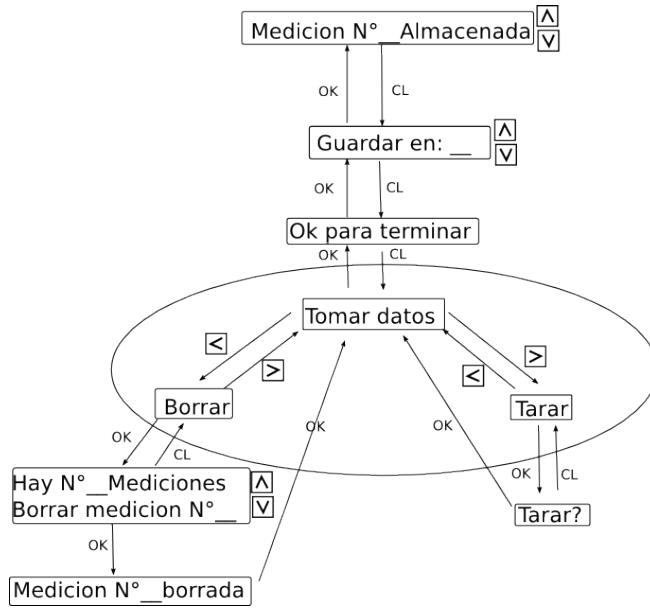 Medicion N°__Almacenada
Λ
V
OK
CL
Guardar en: __
Λ
V
OK
CL
Ok para terminar
OK
CL
Tomar datos
<
>
<
>
Borrar
Tarar
OK
CL
OK
OK
OK
CL
Hay N°__Mediciones
Borrar medicion N°__
Λ
V
Tarar?
OK
Medicion N°__borrada